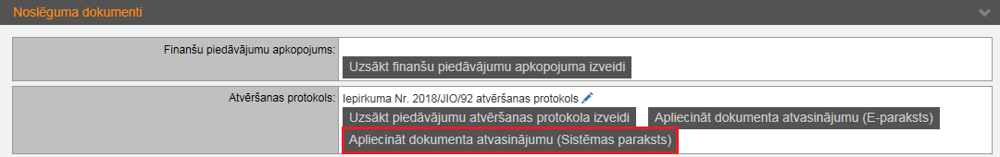 Noslēguma dokumenti
Finanšu piedāvājumu apkopojums:
Uzsākt finanšu piedāvājumu apkopojuma izveidi
Atvēršanas protokols:
Iepirkuma Nr. 2018/JIO/92 atvēršanas protokols
Uzsākt piedāvājumu atvēršanas protokola izveidi
Apliecināt dokumenta atvasinājumu (E-paraksts)
Apliecināt dokumenta atvasinājumu (Sistēmas paraksts)